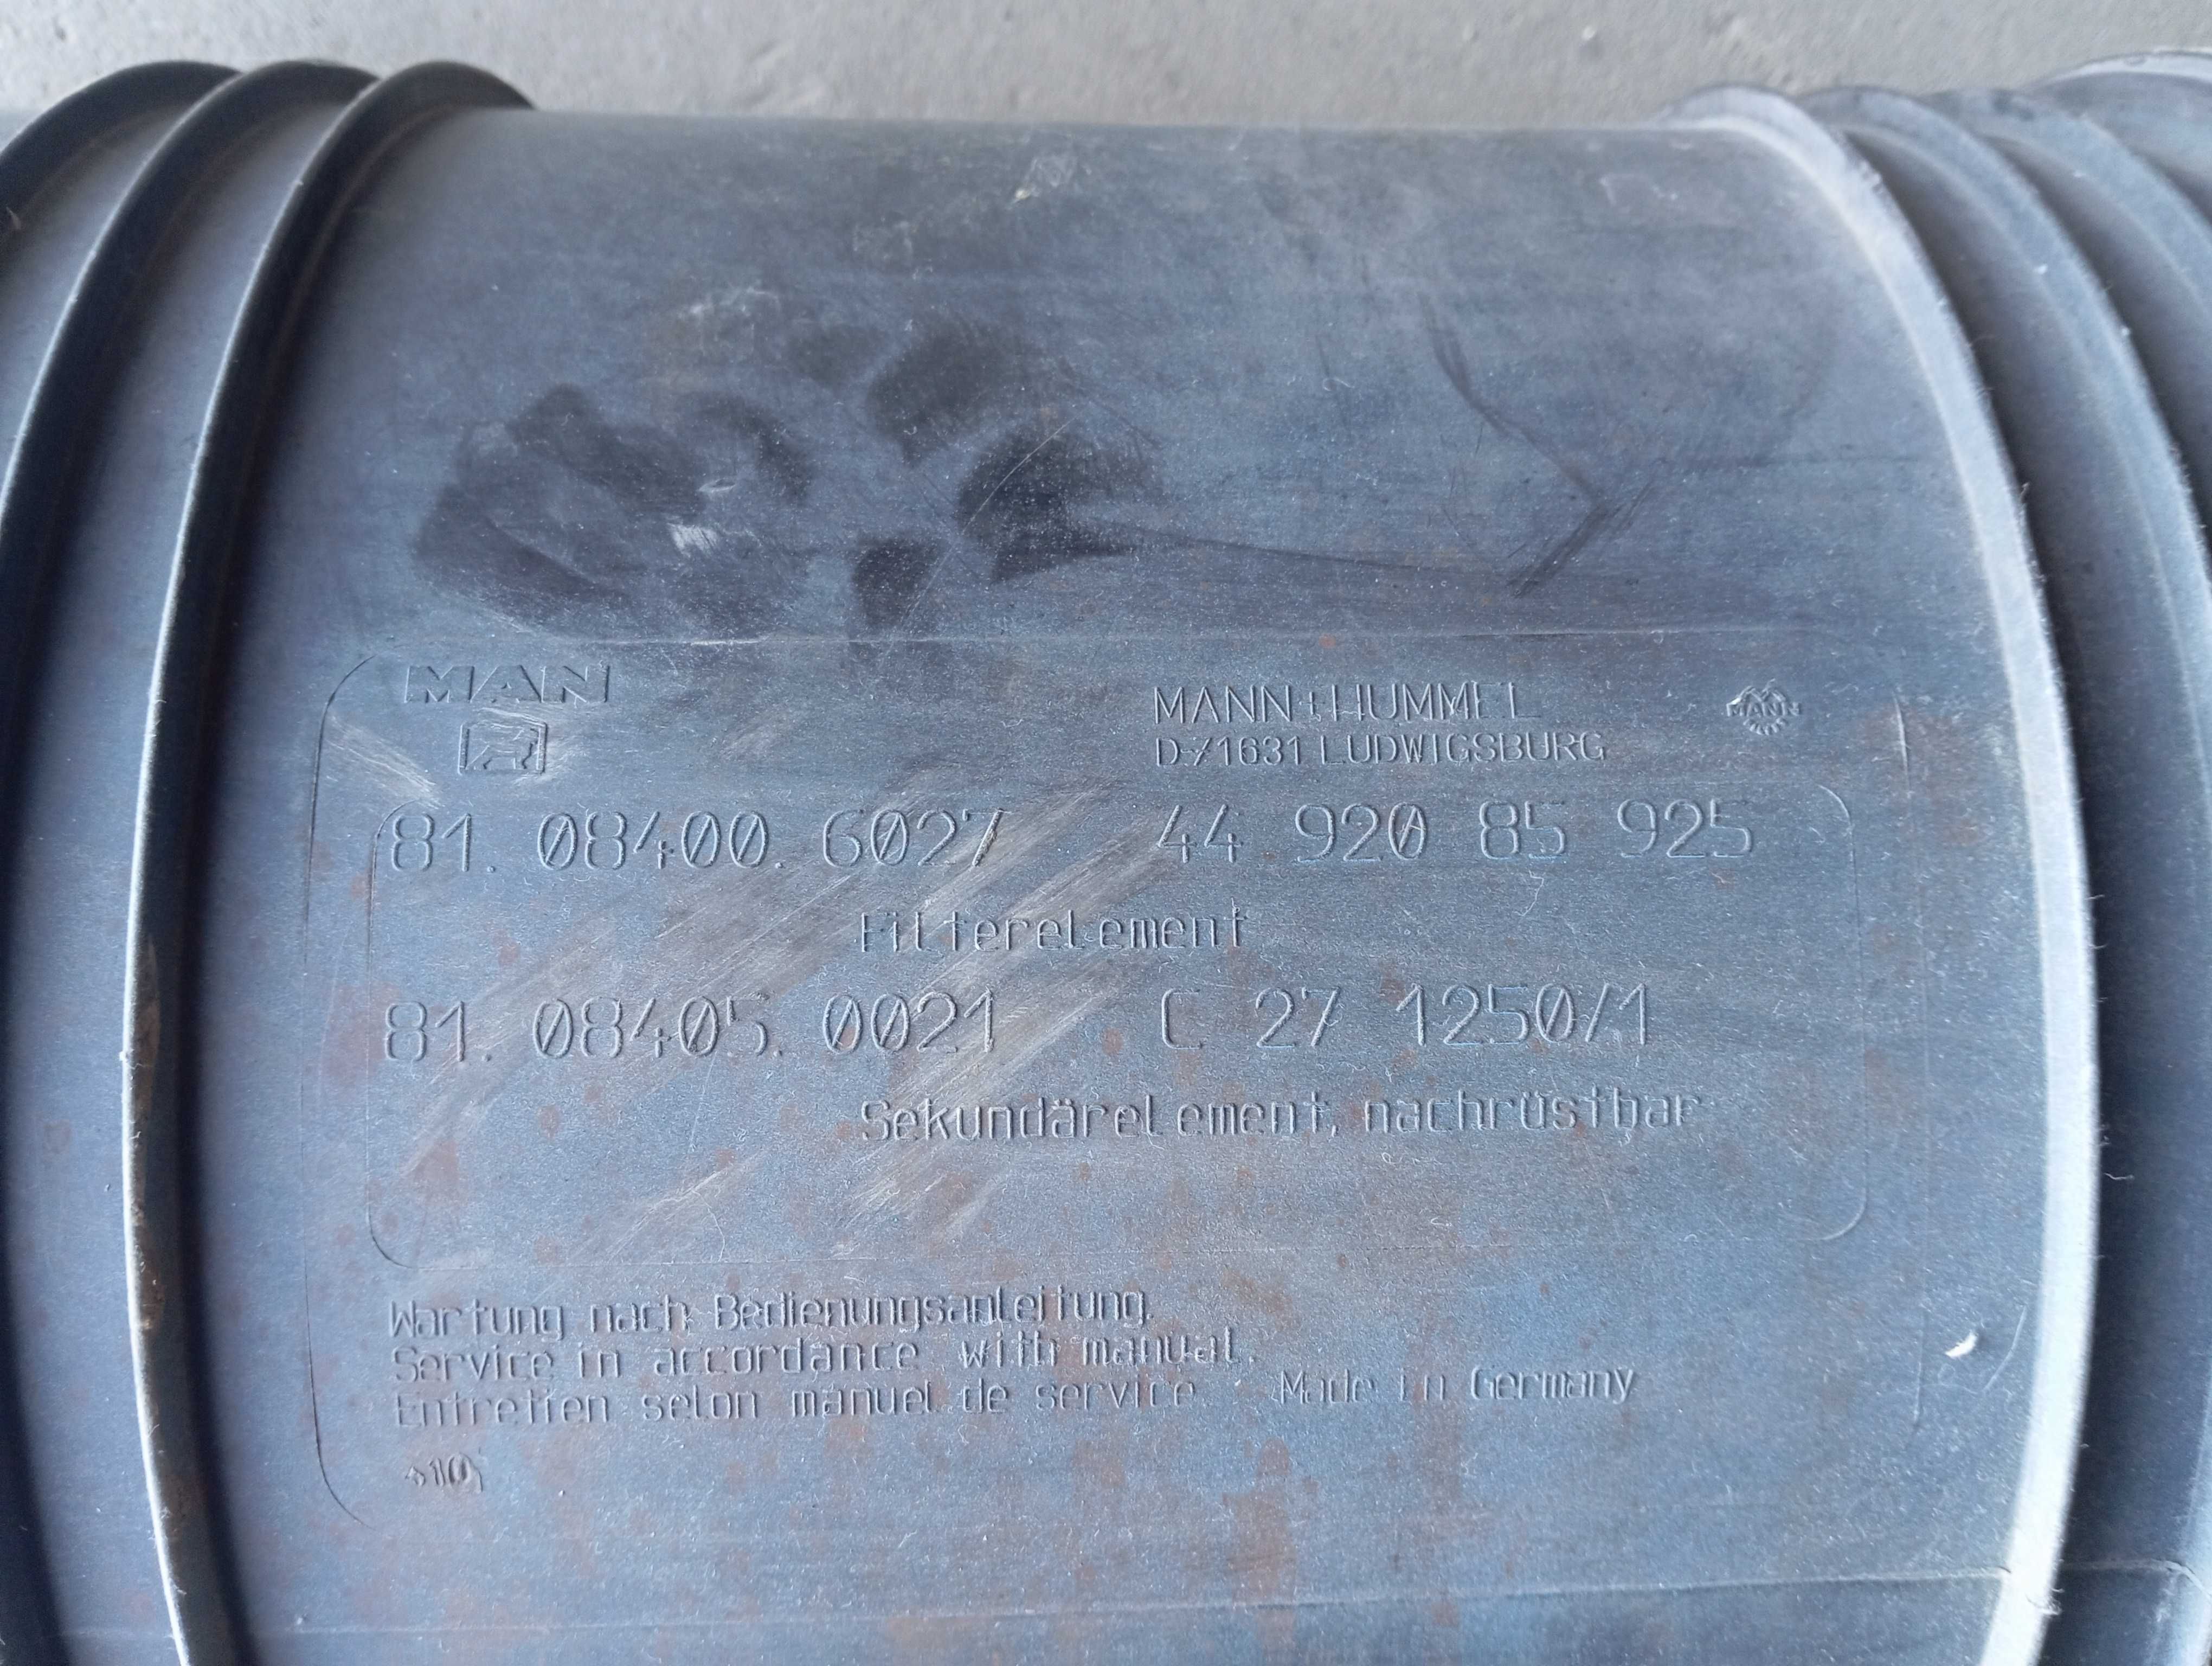 MAN
MANN+HUMMEL
MANN
D-71631 LUDWIGSBURG
81. 08400. 6027 44 920 85 925
Filterelement
81. 08405. 0021 C 27 1250/1
Sekundärelement, nachrüstbar
Wartung nach Bedienungsanleitung.
Service in accordance with manual.
Entretien selon manuel de service. Made in Germany